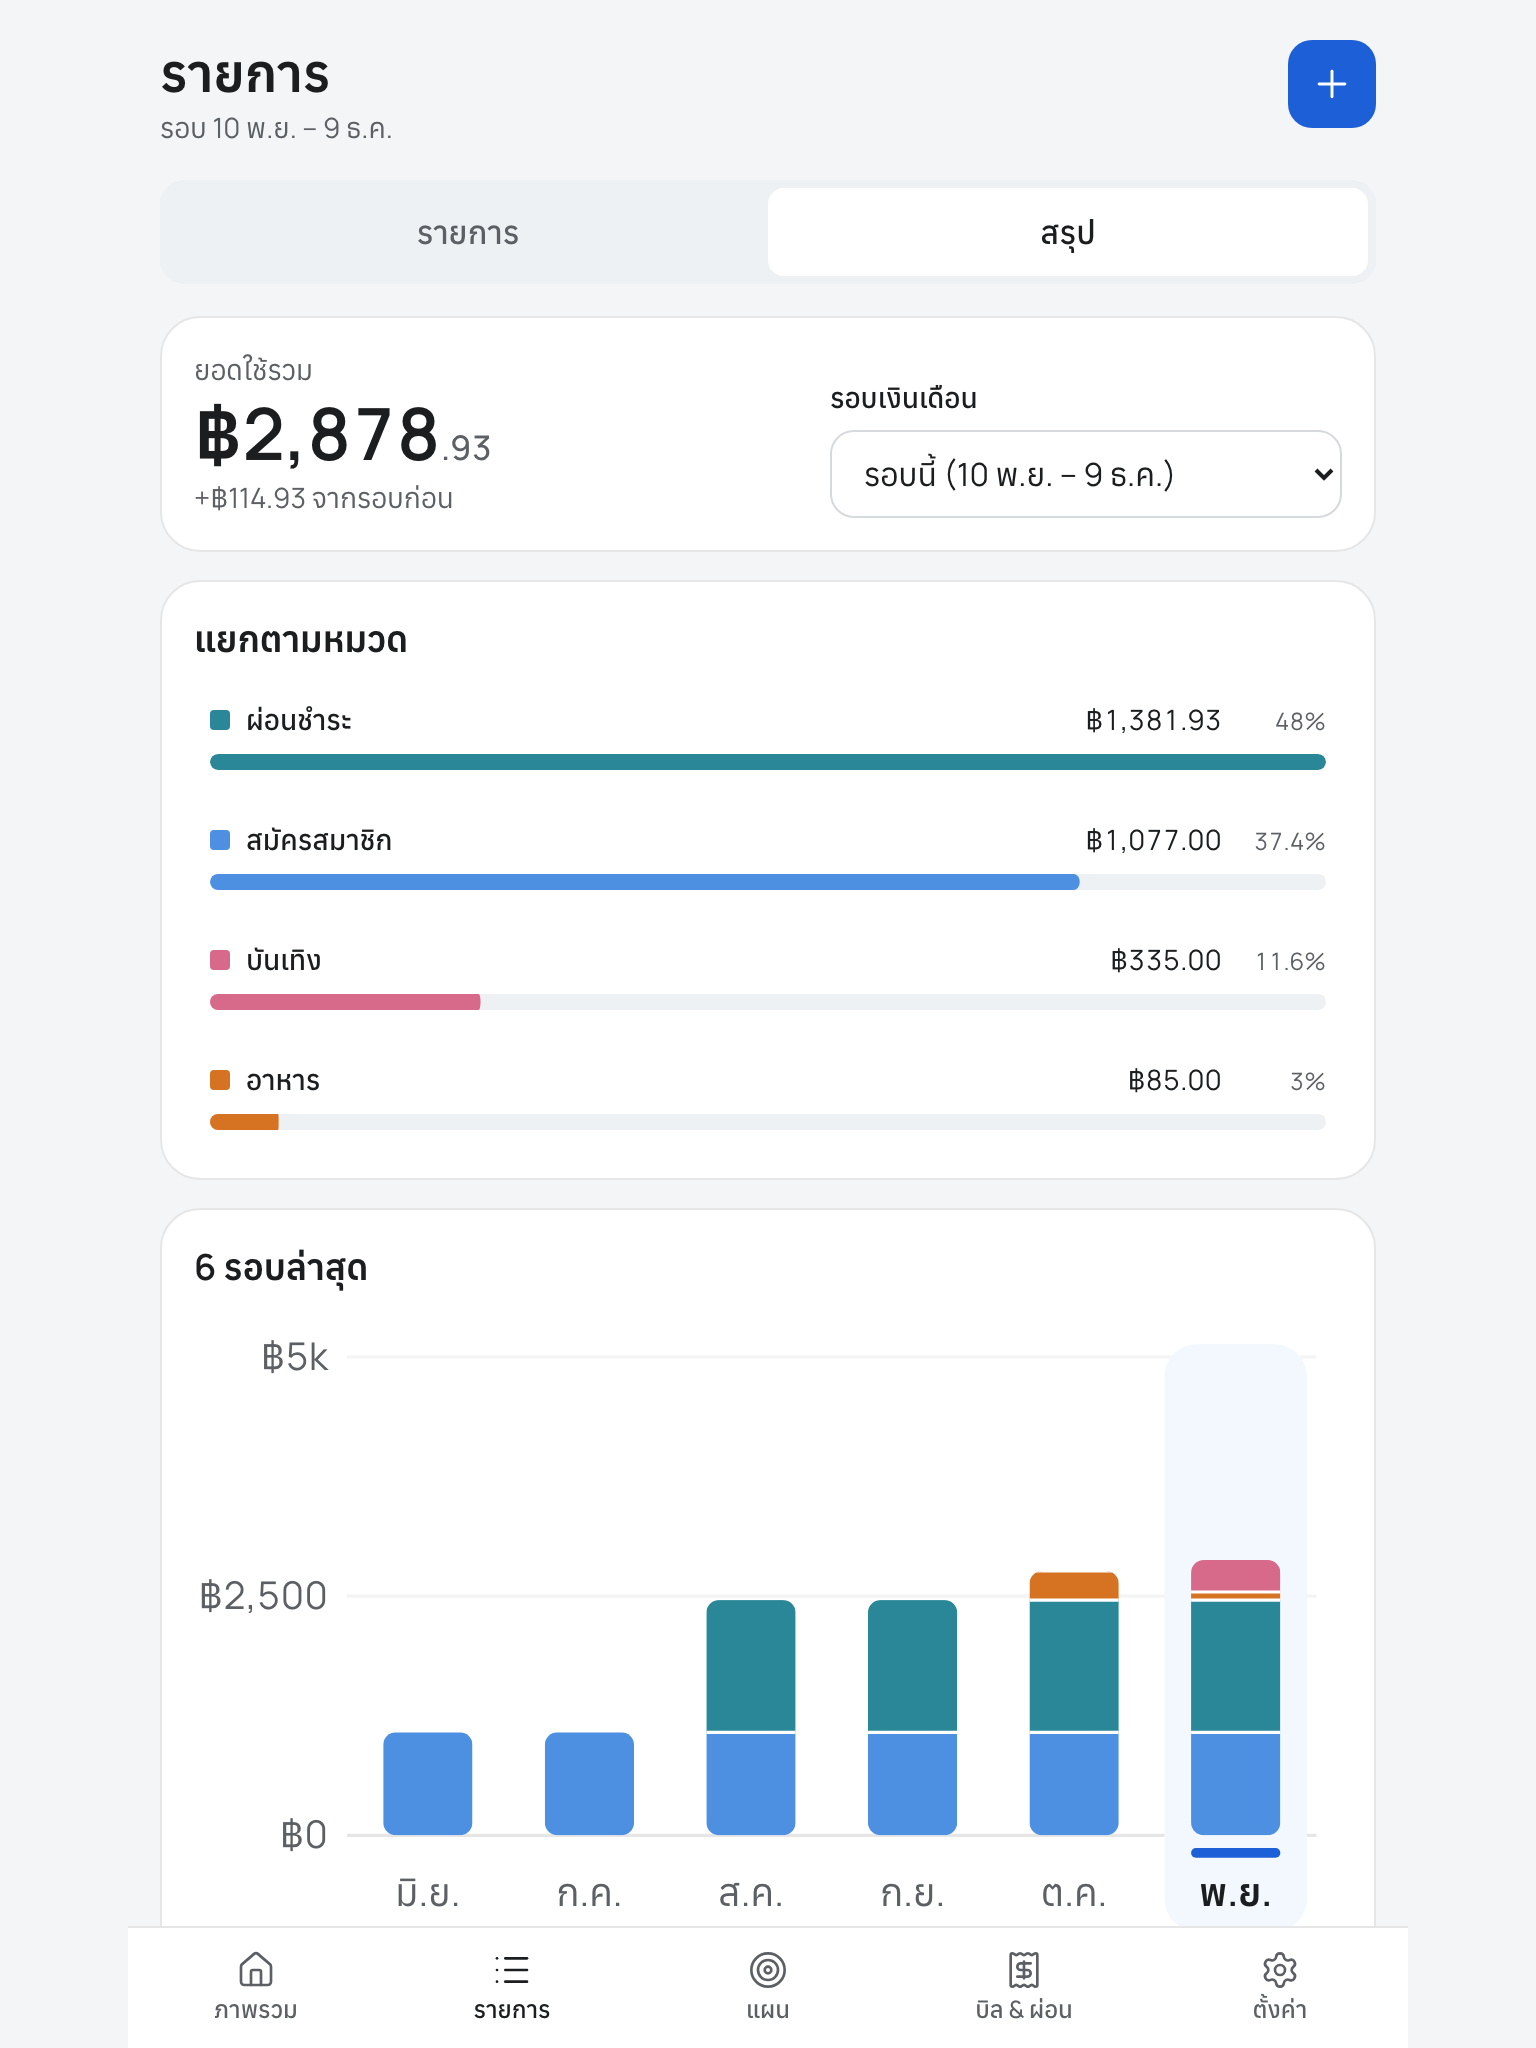 รายการ
รอบ 10 พ.ย. – 9 ธ.ค.
รายการ
สรุป
ยอดใช้รวม
฿2,878.93
+฿114.93 จากรอบก่อน
รอบเงินเดือน
รอบนี้ (10 พ.ย. – 9 ธ.ค.)
แยกตามหมวด
ผ่อนชำระ ฿1,381.93 48%
สมัครสมาชิก ฿1,077.00 37.4%
บันเทิง ฿335.00 11.6%
อาหาร ฿85.00 3%
6 รอบล่าสุด
฿5k
฿2,500
฿0
มิ.ย. ก.ค. ส.ค. ก.ย. ต.ค. พ.ย.
ภาพรวม รายการ แผน บิล & ผ่อน ตั้งค่า